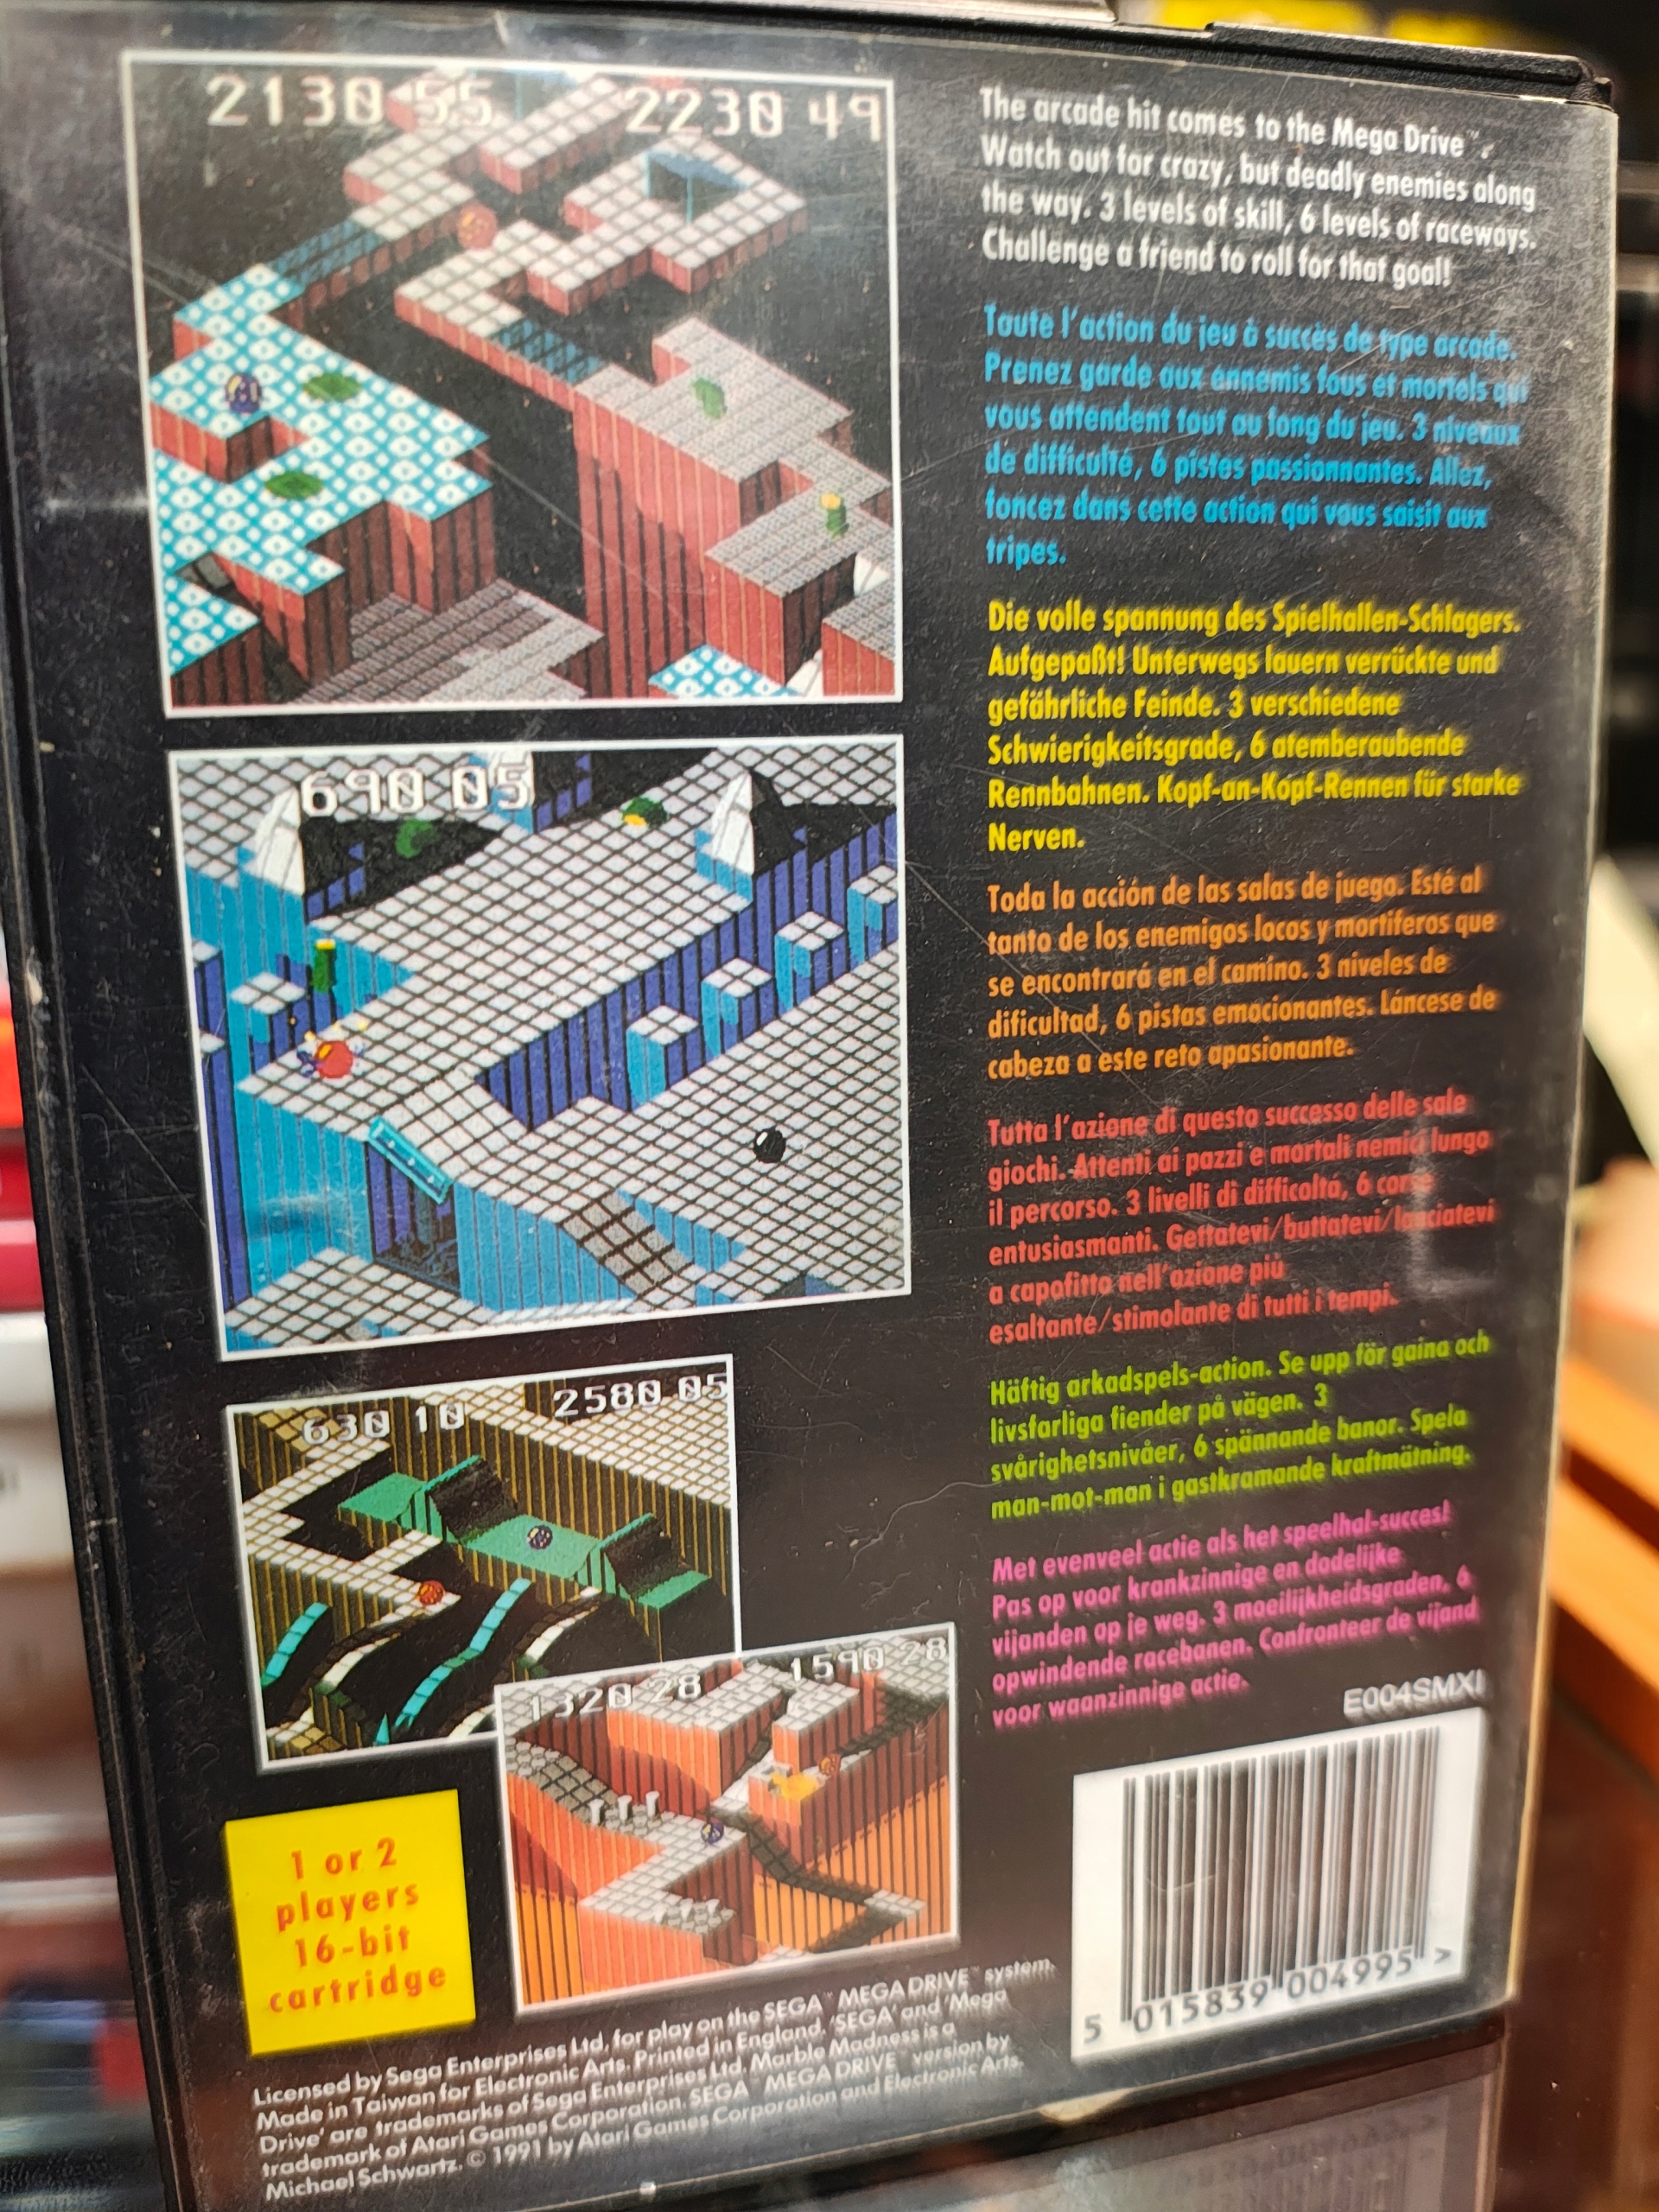 2130 55 2230 49
690 05
630 10 2580 05
1320 28 1590 28
1 or 2
players
16-bit
cartridge
The arcade hit comes to the Mega Drive™.
Watch out for crazy, but deadly enemies along
the way. 3 levels of skill, 6 levels of raceways.
Challenge a friend to roll for that goal!
Toute l'action du jeu à succès de type arcade.
Prenez garde aux ennemis fous et mortels qui
vous attendent tout au long du jeu. 3 niveaux
de difficulté, 6 pistes passionnantes. Allez,
foncez dans cette action qui vous saisit aux
tripes.
Die volle spannung des Spielhallen-Schlagers.
Aufgepaßt! Unterwegs lauern verrückte und
gefährliche Feinde. 3 verschiedene
Schwierigkeitsgrade, 6 atemberaubende
Rennbahnen. Kopf-an-Kopf-Rennen für starke
Nerven.
Toda la acción de las salas de juego. Esté al
tanto de los enemigos locos y mortiferos que
se encontrará en el camino. 3 niveles de
dificultad, 6 pistas emocionantes. Láncese de
cabeza a este reto apasionante.
Tutta l'azione di questo successo delle sale
giochi. Attenti ai pazzi e mortali nemici lungo
il percorso. 3 livelli di difficoltá, 6 corse
entusiasmanti. Gettatevi/buttatevi/lanciatevi
a capofitto nell'azione più
esaltante/stimolante di tutti i tempi.
Häftig arkadspels-action. Se upp för gaina och
livsfarliga fiender på vägen. 3
svårighetsnivåer, 6 spännande banor. Spela
man-mot-man i gastkramande kraftmätning.
Met evenveel actie als het speelhal-succes!
Pas op voor krankzinnige en dodelijke
vijanden op je weg. 3 moeilijkheidsgraden, 6
opwindende racebanen. Confronteer de vijand
voor waanzinnige actie.
E004SMXI
5 015839 004995 >
Licensed by Sega Enterprises Ltd, for play on the SEGA™ MEGA DRIVE™ system.
Made in Taiwan for Electronic Arts. Printed in England. 'SEGA' and 'Mega
Drive' are trademarks of Sega Enterprises Ltd. Marble Madness is a
trademark of Atari Games Corporation. SEGA™ MEGA DRIVE™ version by
Michael Schwartz. © 1991 by Atari Games Corporation and Electronic Arts.